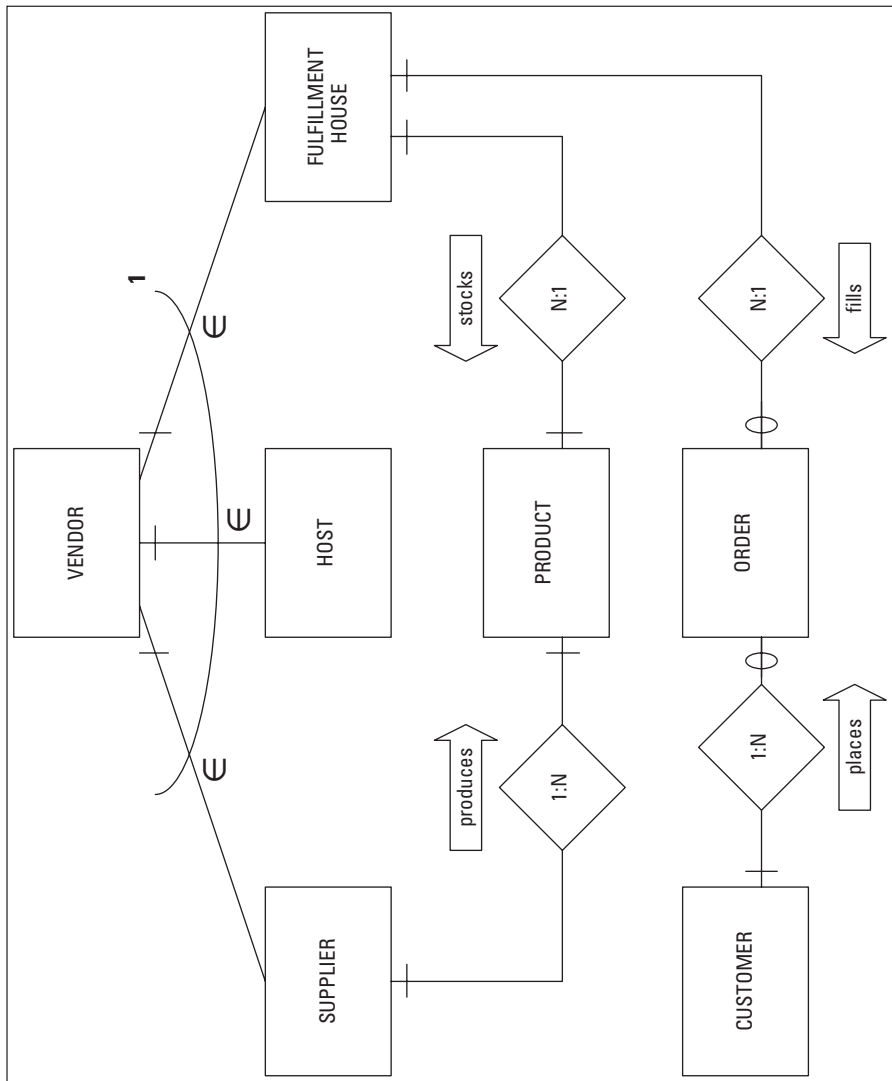 VENDOR
1
∈
∈
∈
SUPPLIER
HOST
FULFILLMENT
HOUSE
produces
stocks
1:N
PRODUCT
N:1
CUSTOMER
1:N
ORDER
N:1
places
fills